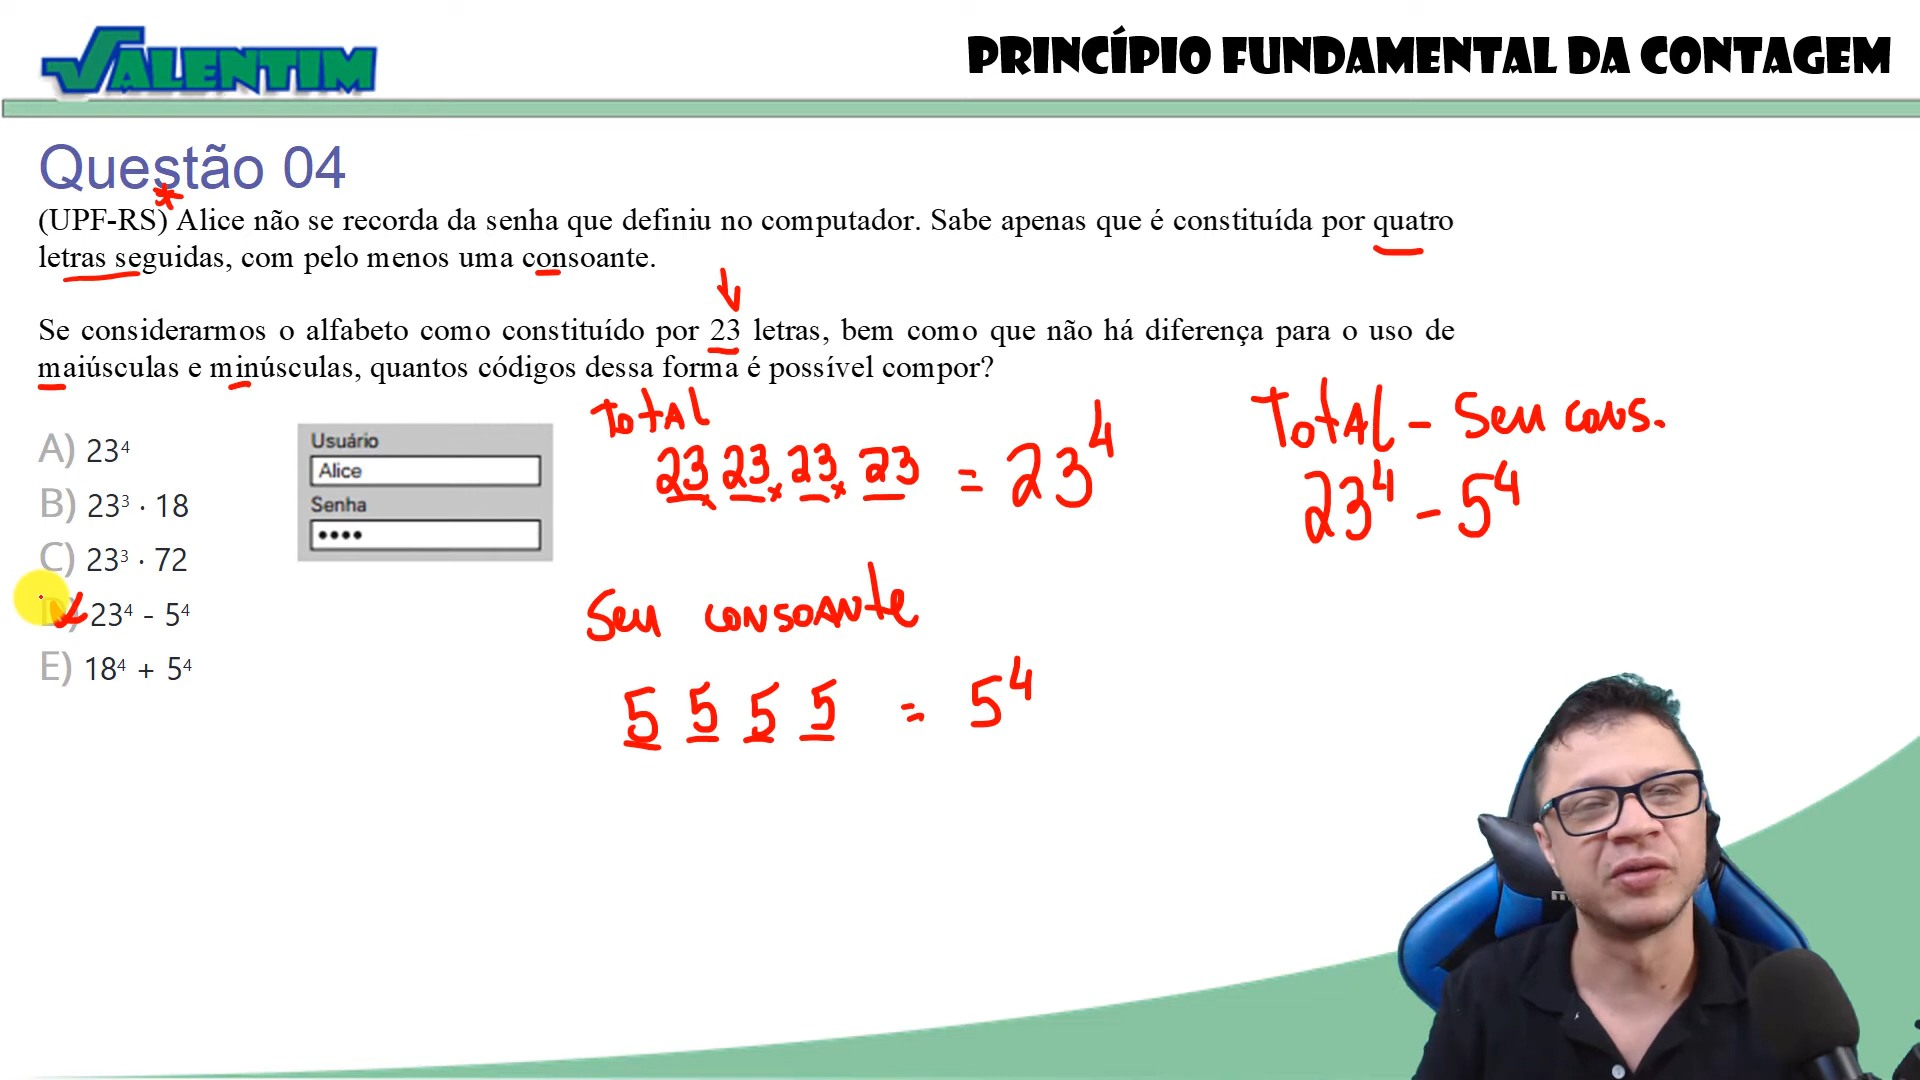 VALENTIM
PRINCÍPIO FUNDAMENTAL DA CONTAGEM
Questão 04
(UPF-RS) Alice não se recorda da senha que definiu no computador. Sabe apenas que é constituída por quatro
letras seguidas, com pelo menos uma consoante.
Se considerarmos o alfabeto como constituído por 23 letras, bem como que não há diferença para o uso de
maiúsculas e minúsculas, quantos códigos dessa forma é possível compor?
A) 23⁴
B) 23³ · 18
C) 23³ · 72
D) 23⁴ - 5⁴
E) 18⁴ + 5⁴
Usuário
Alice
Senha
••••
Total
23 x 23 x 23 x 23 = 23⁴
Sem consoante
5 5 5 5 = 5⁴
Total - Sem cons.
23⁴ - 5⁴